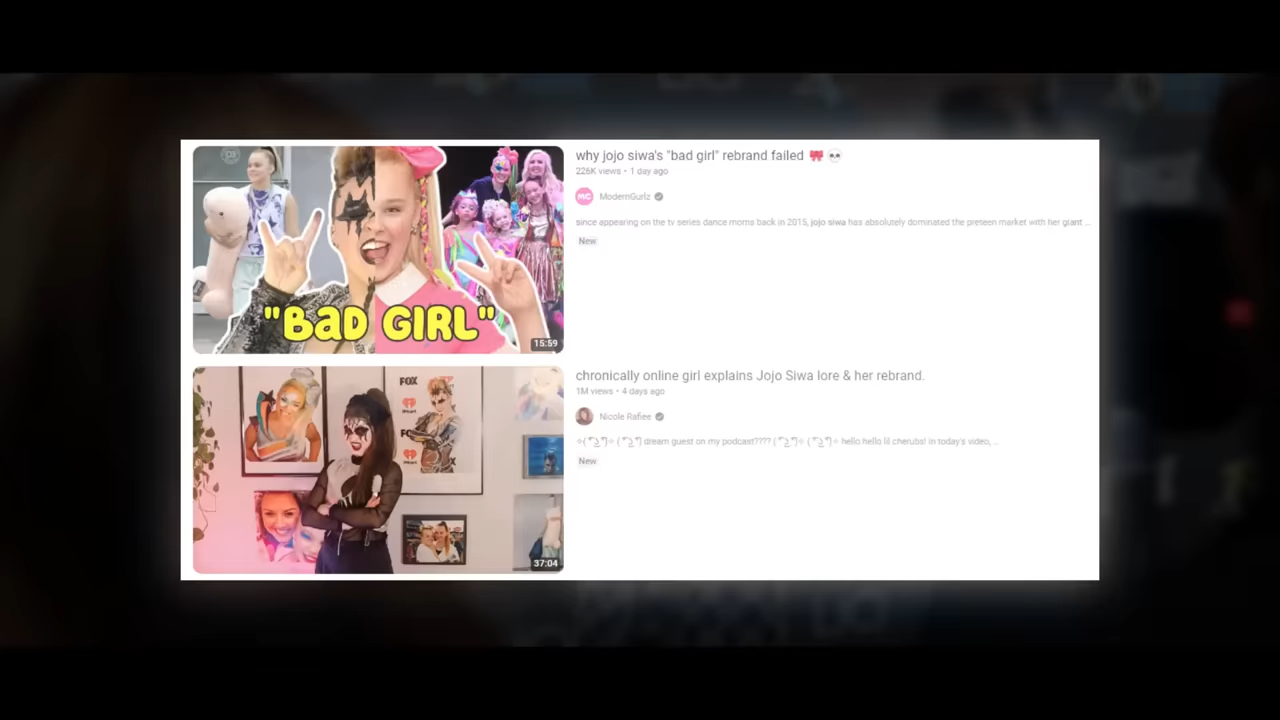 "BaD GIRL"
15:59
why jojo siwa's "bad girl" rebrand failed 🎀 💀
226K views • 1 day ago
MG ModernGurlz
since appearing on the tv series dance moms back in 2015, jojo siwa has absolutely dominated the preteen market with her giant ...
New
FOX
iHeart
FO
X
37:04
chronically online girl explains Jojo Siwa lore & her rebrand.
1M views • 4 days ago
Nicole Rafiee
dream guest on my podcast???? hello hello lil cherubs! in today's video, ...
New